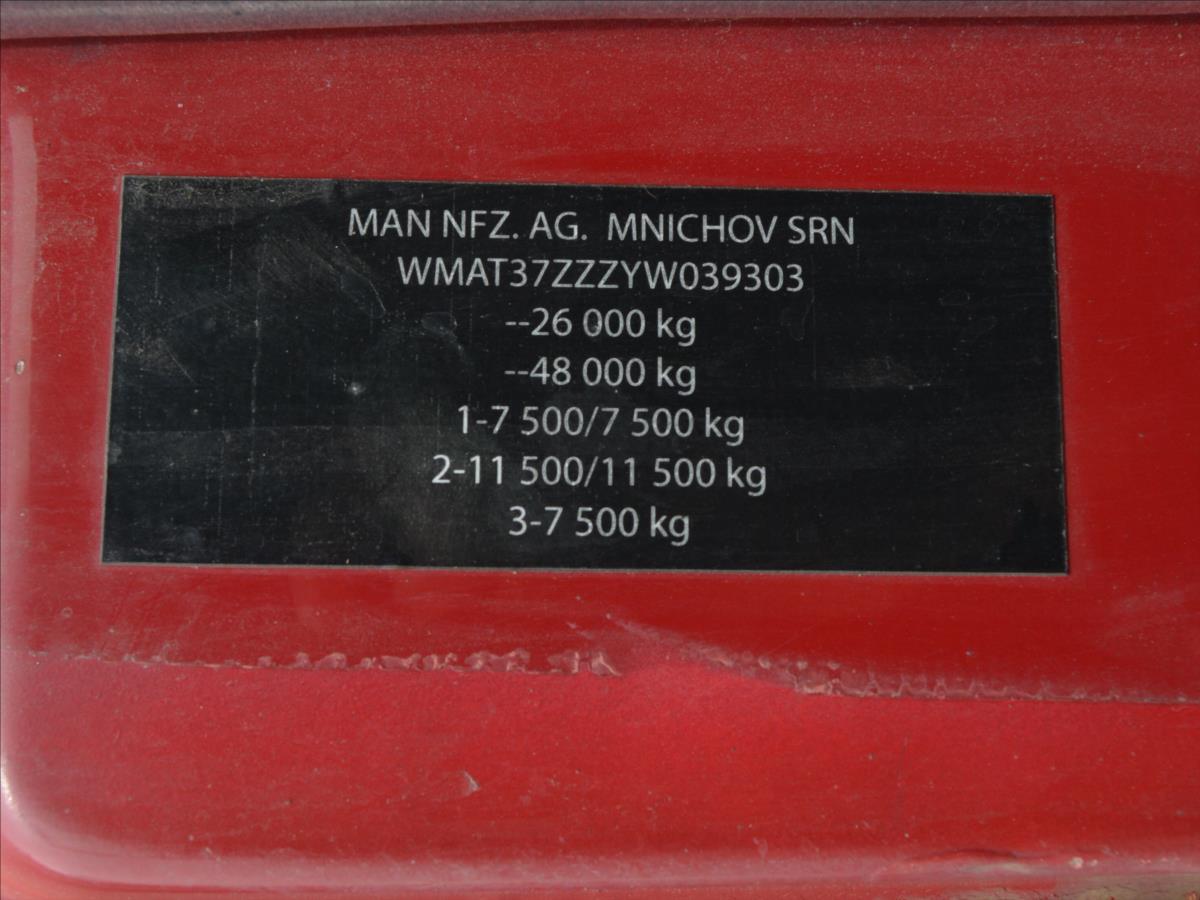 MAN NFZ. AG. MNICHOV SRN
WMAT37ZZZYW039303
--26 000 kg
--48 000 kg
1-7 500/7 500 kg
2-11 500/11 500 kg
3-7 500 kg